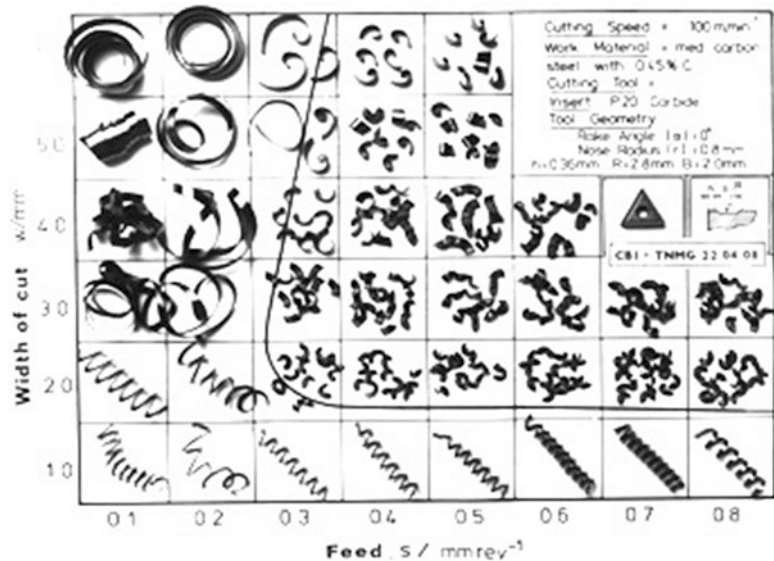 Cutting Speed = 100 m/min
Work Material = med carbon
steel with 0.45% C
Cutting Tool =
Insert P20 Carbide
Tool Geometry
Rake Angle (α) = 0°
Nose Radius (r) = 0.8mm
h=0.36mm R=2.8mm B=2.0mm
CBI - TNMG 22 04 08
Width of cut w/mm
5.0
4.0
3.0
2.0
1.0
0.1 0.2 0.3 0.4 0.5 0.6 0.7 0.8
Feed, S / mm rev⁻¹